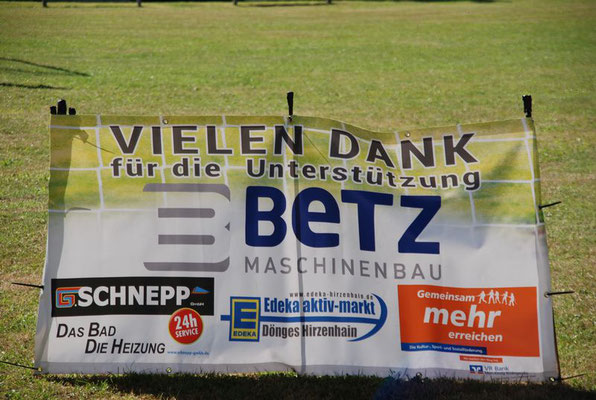 VIELEN DANK
für die Unterstützung
BETZ
MASCHINENBAU
SCHNEPP GmbH
24h
SERVICE
DAS BAD
DIE HEIZUNG
www.edeka-hirzenhain.de
Edeka aktiv-markt
EDEKA
Dönges Hirzenhain
Gemeinsam
mehr
erreichen
VR Bank